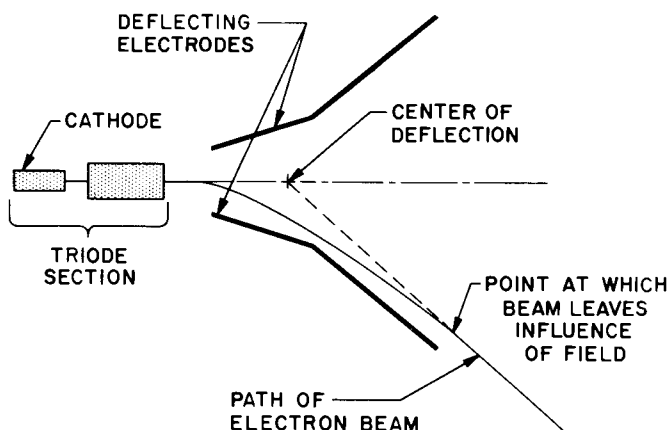 DEFLECTING
ELECTRODES
CATHODE
CENTER OF
DEFLECTION
TRIODE
SECTION
POINT AT WHICH
BEAM LEAVES
INFLUENCE
OF FIELD
PATH OF
ELECTRON BEAM